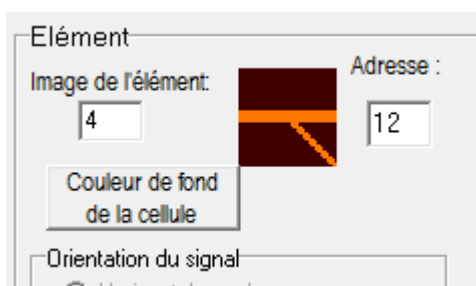 Elément
Image de l'élément:
Adresse :
4
12
Couleur de fond
de la cellule
Orientation du signal